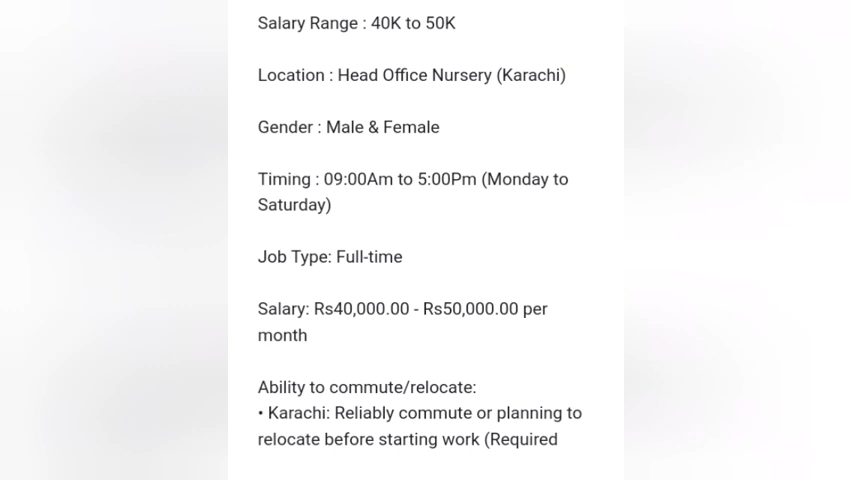 Salary Range : 40K to 50K
Location : Head Office Nursery (Karachi)
Gender : Male & Female
Timing : 09:00Am to 5:00Pm (Monday to
Saturday)
Job Type: Full-time
Salary: Rs40,000.00 - Rs50,000.00 per
month
Ability to commute/relocate:
• Karachi: Reliably commute or planning to
relocate before starting work (Required